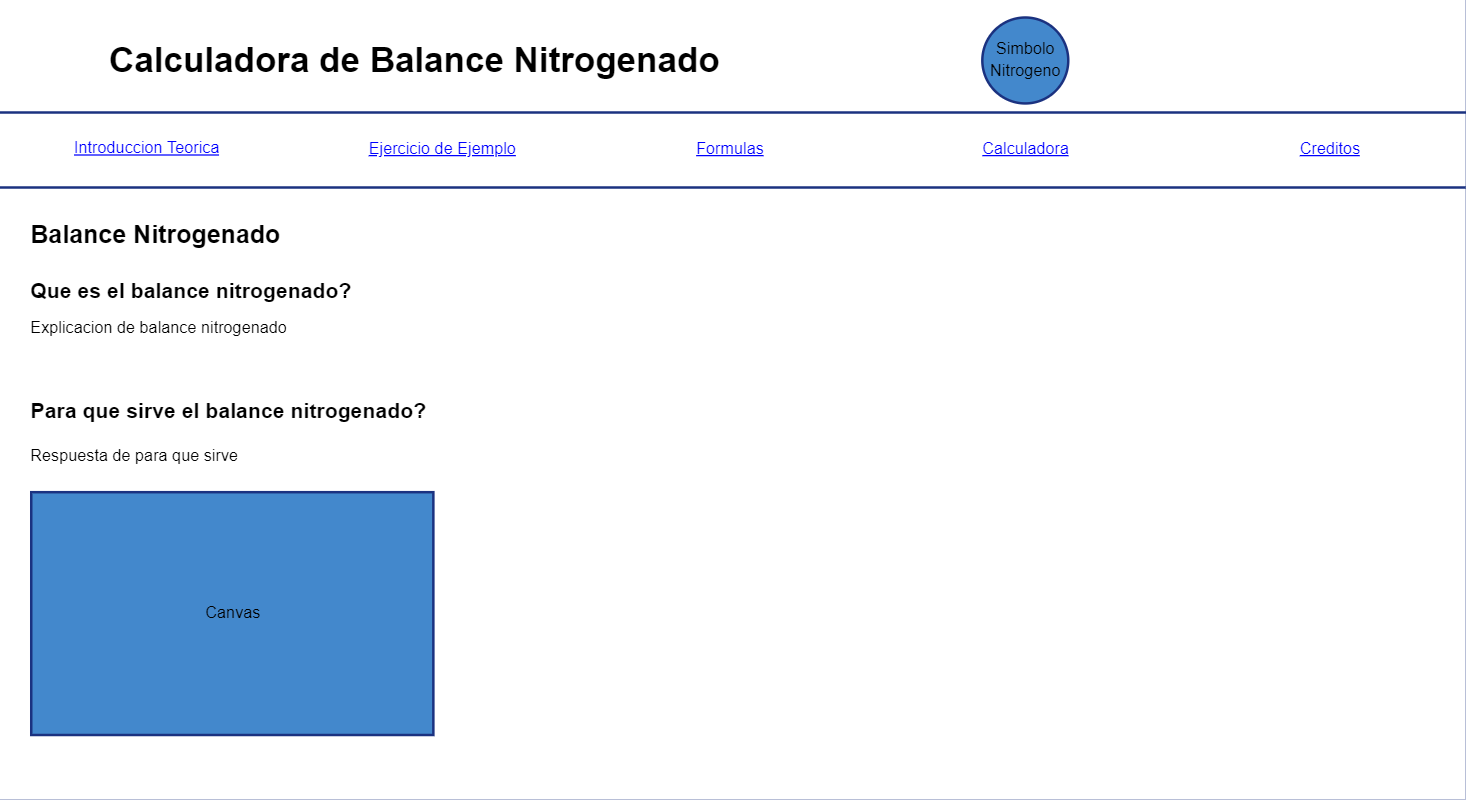 Calculadora de Balance Nitrogenado
Simbolo
Nitrogeno
Introduccion Teorica
Ejercicio de Ejemplo
Formulas
Calculadora
Creditos
Balance Nitrogenado
Que es el balance nitrogenado?
Explicacion de balance nitrogenado
Para que sirve el balance nitrogenado?
Respuesta de para que sirve
Canvas